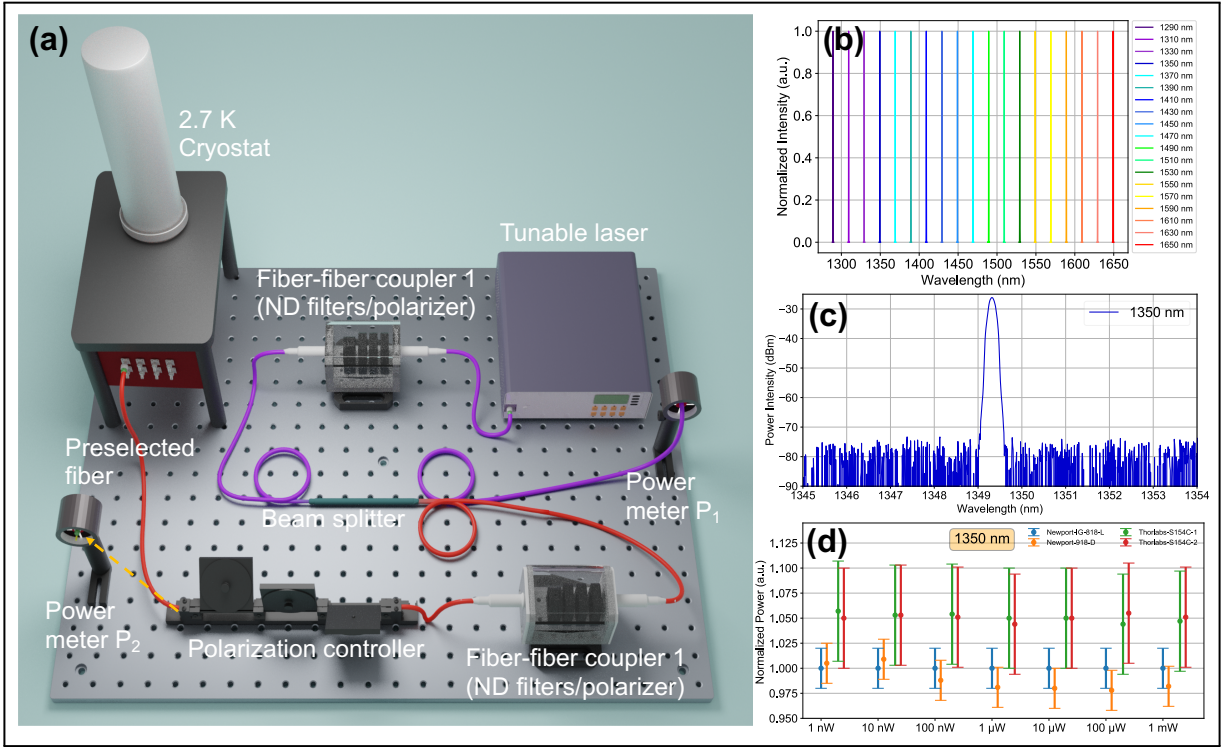 (a)
2.7 K
Cryostat
Tunable laser
Fiber-fiber coupler 1
(ND filters/polarizer)
Preselected
fiber
Beam splitter
Power
meter P1
Power
meter P2
Polarization controller
Fiber-fiber coupler 1
(ND filters/polarizer)
(b)
Normalized Intensity (a.u.)
1.0
0.8
0.6
0.4
0.2
0.0
1300 1350 1400 1450 1500 1550 1600 1650
Wavelength (nm)
1290 nm
1310 nm
1330 nm
1350 nm
1370 nm
1390 nm
1410 nm
1430 nm
1450 nm
1470 nm
1490 nm
1510 nm
1530 nm
1550 nm
1570 nm
1590 nm
1610 nm
1630 nm
1650 nm
(c)
1350 nm
Power Intensity (dBm)
−30
−40
−50
−60
−70
−80
−90
1345 1346 1347 1348 1349 1350 1351 1352 1353 1354
Wavelength (nm)
(d)
1350 nm
Newport-IG-818-L
Newport-918-D
Thorlabs-S154C-1
Thorlabs-S154C-2
Normalized Power (a.u.)
1.125
1.100
1.075
1.050
1.025
1.000
0.975
0.950
1 nW 10 nW 100 nW 1 µW 10 µW 100 µW 1 mW